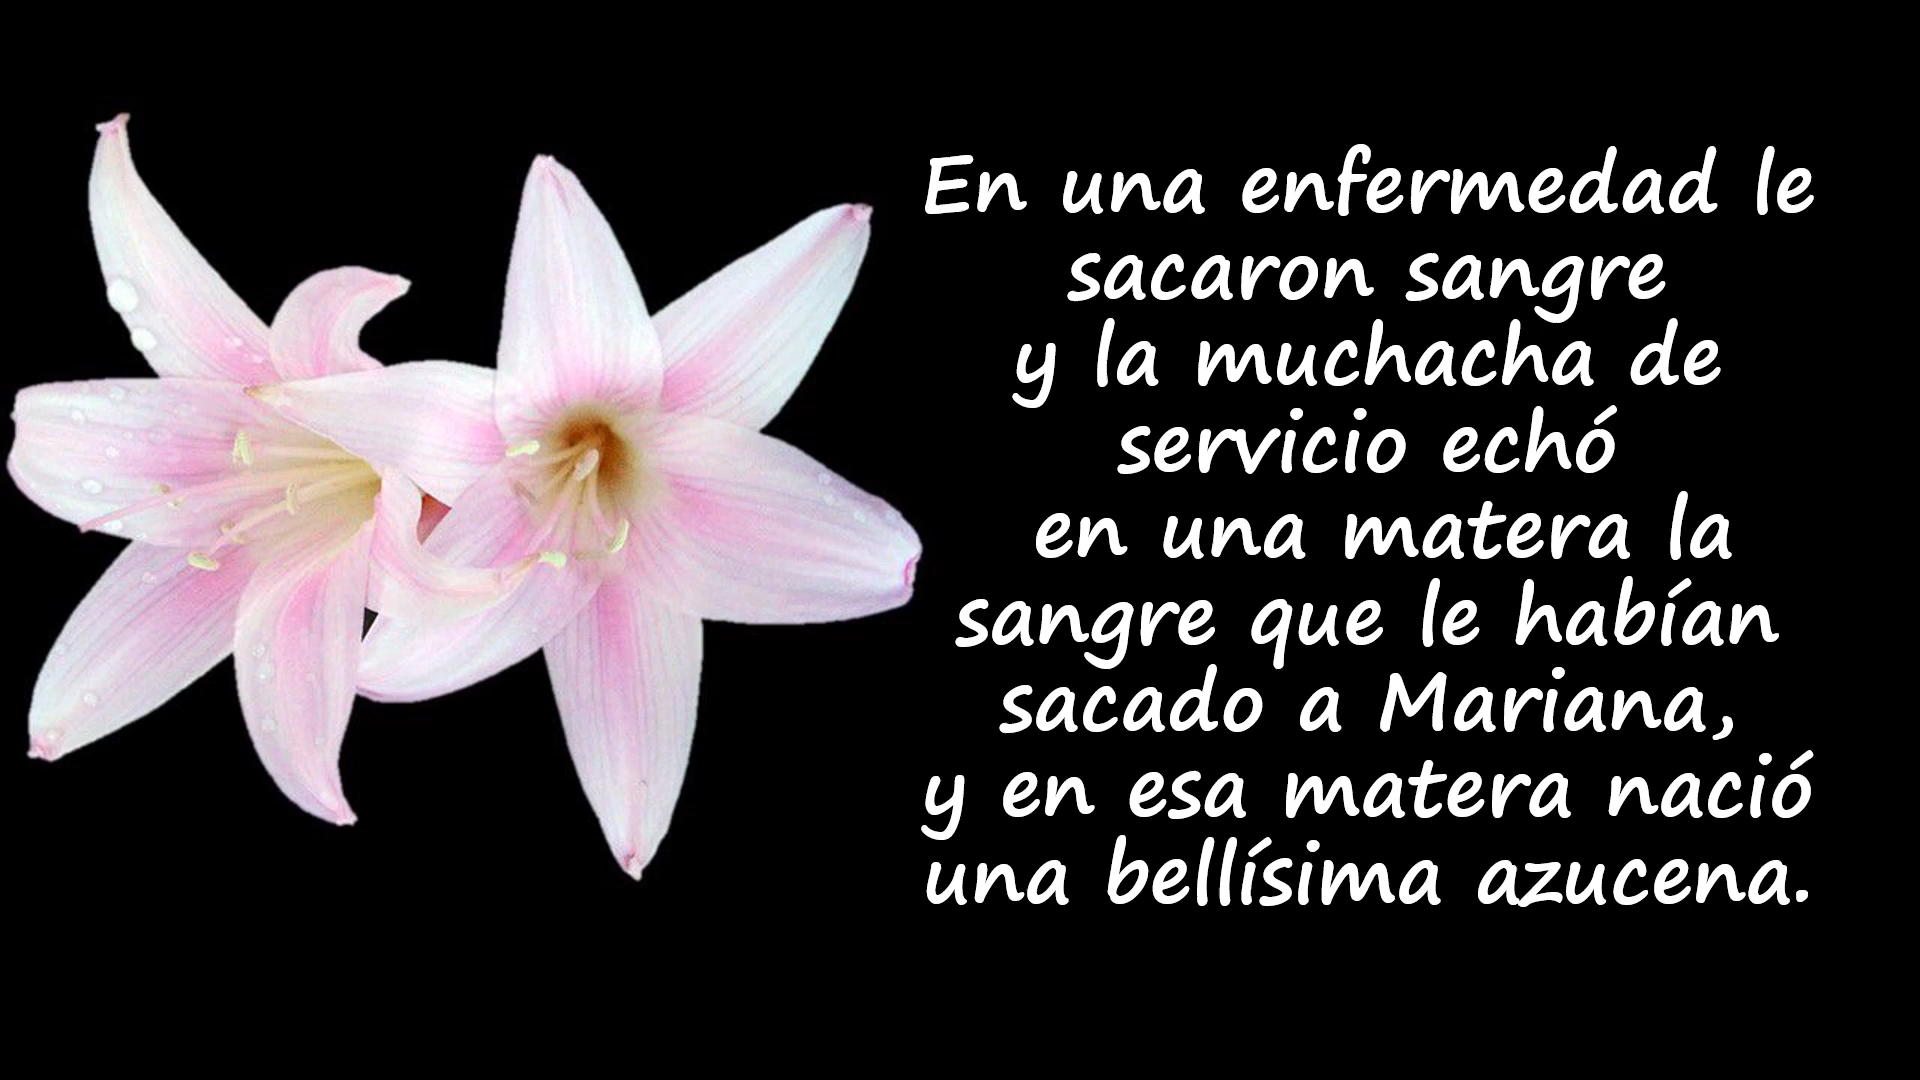 En una enfermedad le
sacaron sangre
y la muchacha de
servicio echó
en una matera la
sangre que le habían
sacado a Mariana,
y en esa matera nació
una bellísima azucena.